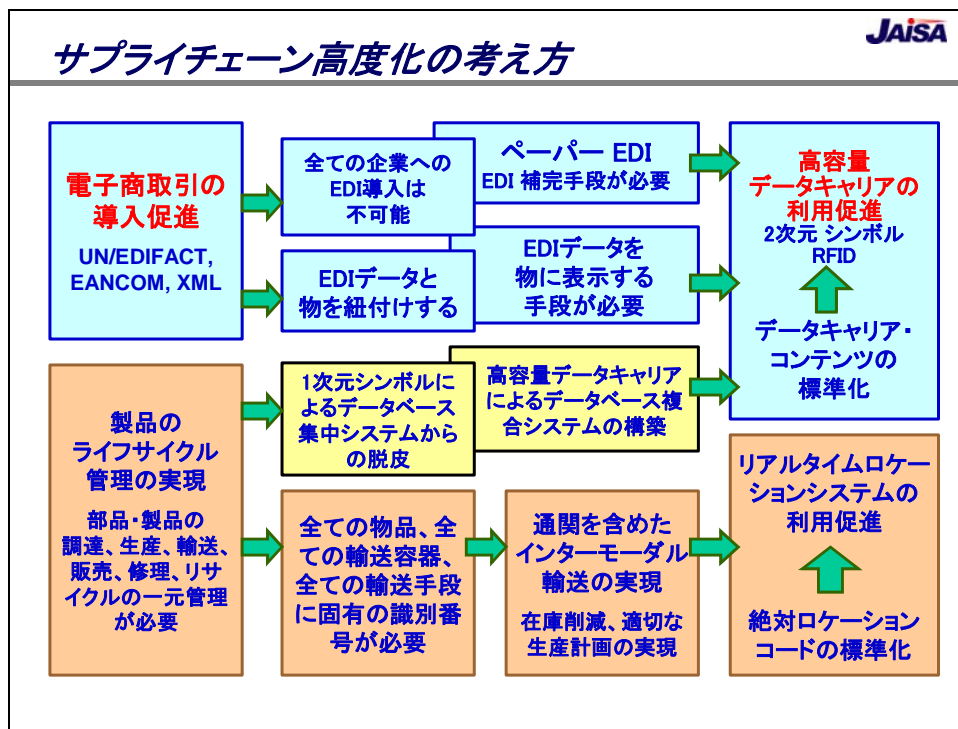 JAISA
サプライチェーン高度化の考え方
電子商取引の
導入促進
UN/EDIFACT,
EANCOM, XML
全ての企業への
EDI導入は
不可能
ペーパー EDI
EDI 補完手段が必要
EDIデータと
物を紐付けする
EDIデータを
物に表示する
手段が必要
高容量
データキャリアの
利用促進
2次元 シンボル
RFID
データキャリア・
コンテンツの
標準化
製品の
ライフサイクル
管理の実現
部品・製品の
調達、生産、輸送、
販売、修理、リサ
イクルの一元管理
が必要
1次元シンボルに
よるデータベース
集中システムから
の脱皮
高容量データキャリア
によるデータベース複
合システムの構築
全ての物品、全
ての輸送容器、
全ての輸送手段
に固有の識別番
号が必要
通関を含めた
インターモーダル
輸送の実現
在庫削減、適切な
生産計画の実現
リアルタイムロケー
ションシステムの
利用促進
絶対ロケーション
コードの標準化